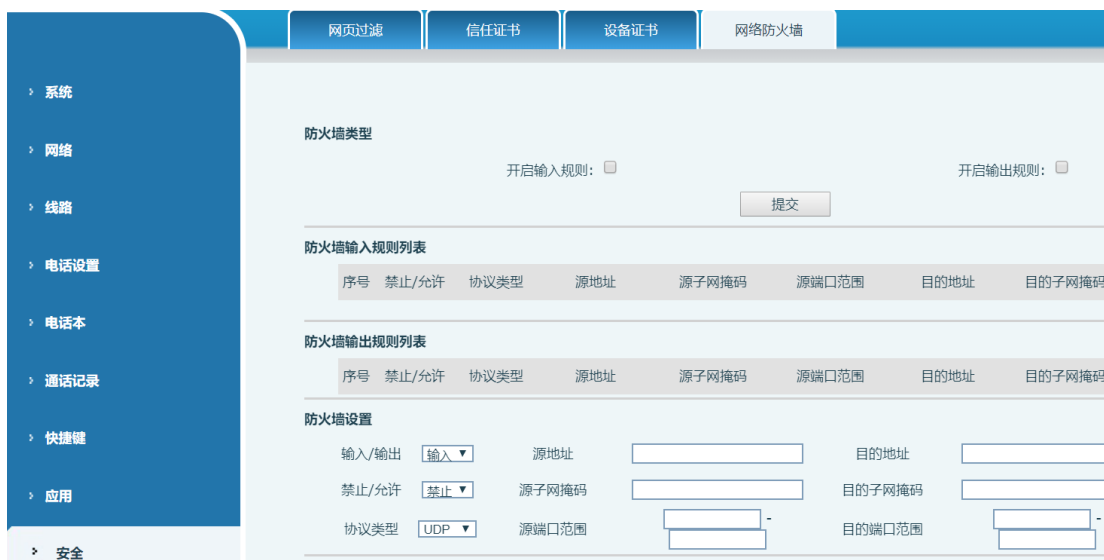 网页过滤 信任证书 设备证书 网络防火墙
系统
网络
线路
电话设置
电话本
通话记录
快捷键
应用
安全
防火墙类型
开启输入规则: 开启输出规则:
提交
防火墙输入规则列表
序号 禁止/允许 协议类型 源地址 源子网掩码 源端口范围 目的地址 目的子网掩码
防火墙输出规则列表
序号 禁止/允许 协议类型 源地址 源子网掩码 源端口范围 目的地址 目的子网掩码
防火墙设置
输入/输出 输入 源地址 目的地址
禁止/允许 禁止 源子网掩码 目的子网掩码
协议类型 UDP 源端口范围 - 目的端口范围 -